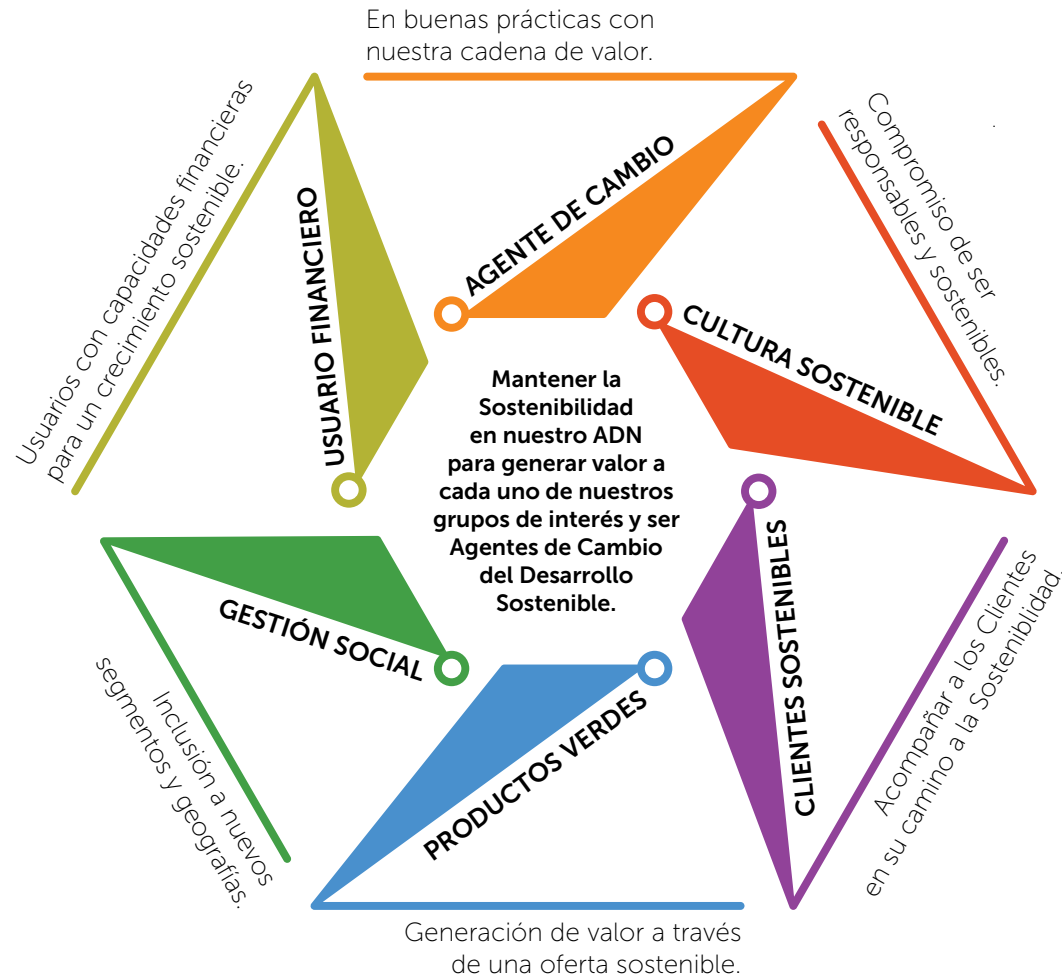 En buenas prácticas con
nuestra cadena de valor.
AGENTE DE CAMBIO
Compromiso de ser
responsables y sostenibles.
CULTURA SOSTENIBLE
Acompañar a los Clientes
en su camino a la Sosteniblidad.
CLIENTES SOSTENIBLES
Generación de valor a través
de una oferta sostenible.
PRODUCTOS VERDES
Inclusión a nuevos
segmentos y geografías.
GESTIÓN SOCIAL
Usuarios con capacidades financieras
para un crecimiento sostenible.
USUARIO FINANCIERO
Mantener la
Sostenibilidad
en nuestro ADN
para generar valor a
cada uno de nuestros
grupos de interés y ser
Agentes de Cambio
del Desarrollo
Sostenible.